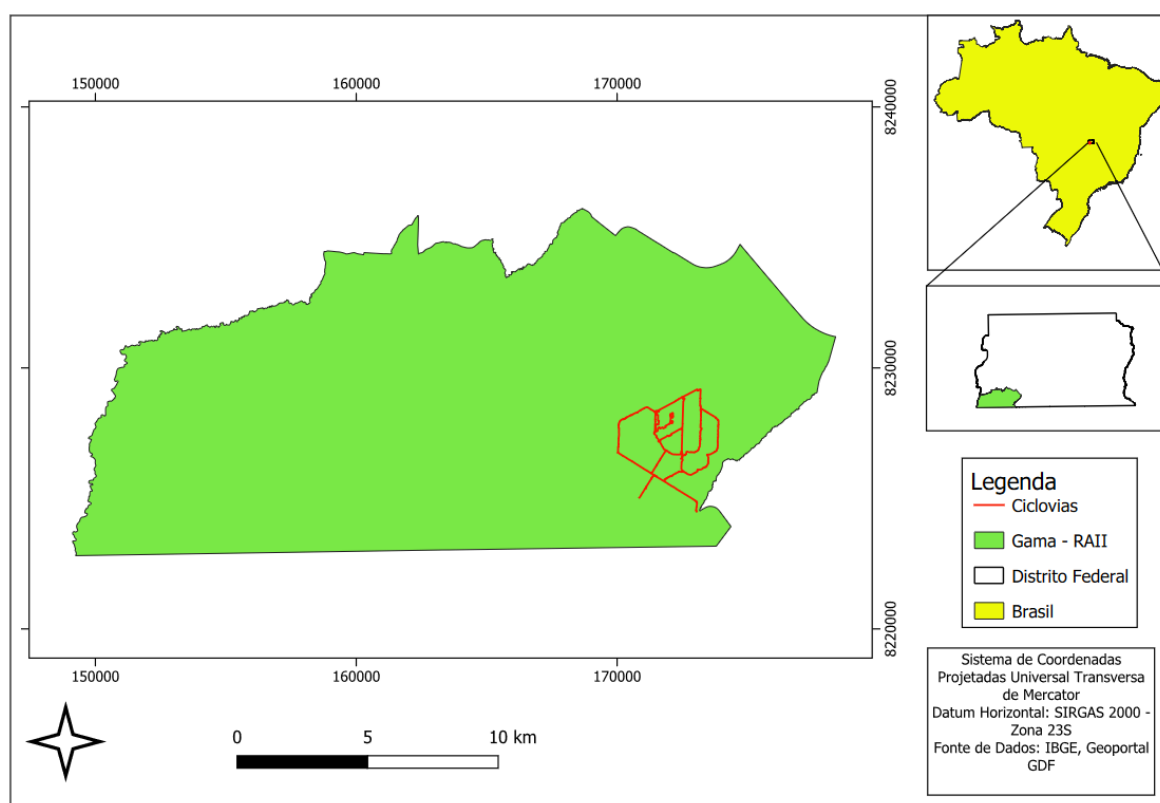 150000
160000
170000
8240000
8230000
8220000
150000
160000
170000
0
5
10 km
Legenda
Ciclovias
Gama - RAII
Distrito Federal
Brasil
Sistema de Coordenadas
Projetadas Universal Transversa
de Mercator
Datum Horizontal: SIRGAS 2000 -
Zona 23S
Fonte de Dados: IBGE, Geoportal
GDF